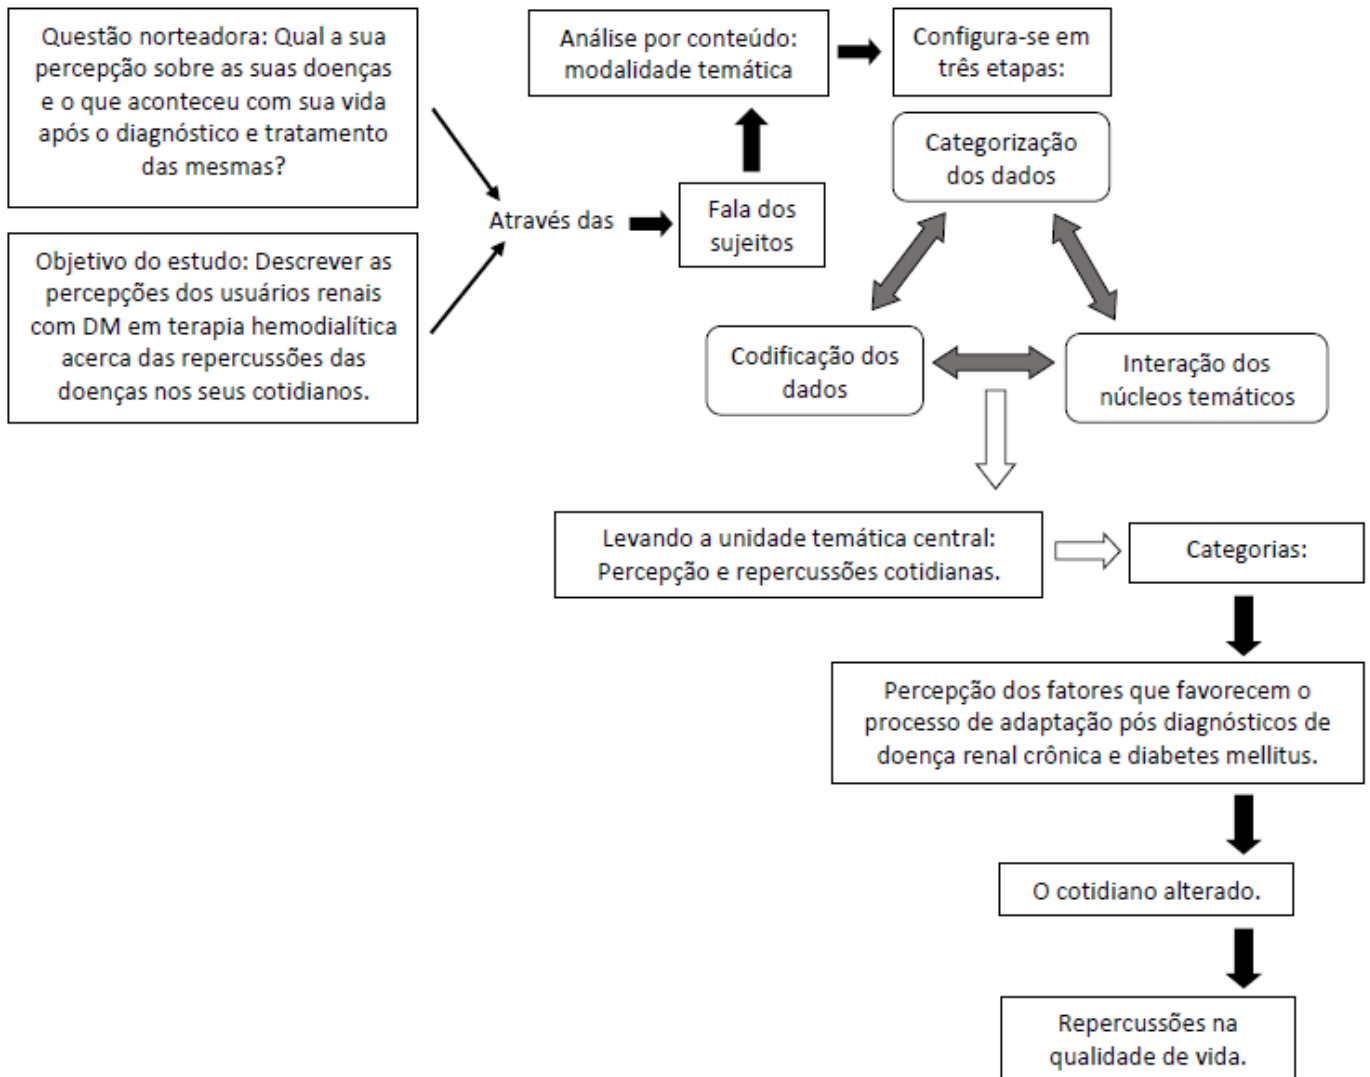 Questão norteadora: Qual a sua
percepção sobre as suas doenças
e o que aconteceu com sua vida
após o diagnóstico e tratamento
das mesmas?
Objetivo do estudo: Descrever as
percepções dos usuários renais
com DM em terapia hemodialítica
acerca das repercussões das
doenças nos seus cotidianos.
Através das
Fala dos
sujeitos
Análise por conteúdo:
modalidade temática
Configura-se em
três etapas:
Categorização
dos dados
Codificação dos
dados
Interação dos
núcleos temáticos
Levando a unidade temática central:
Percepção e repercussões cotidianas.
Categorias:
Percepção dos fatores que favorecem o
processo de adaptação pós diagnósticos de
doença renal crônica e diabetes mellitus.
O cotidiano alterado.
Repercussões na
qualidade de vida.